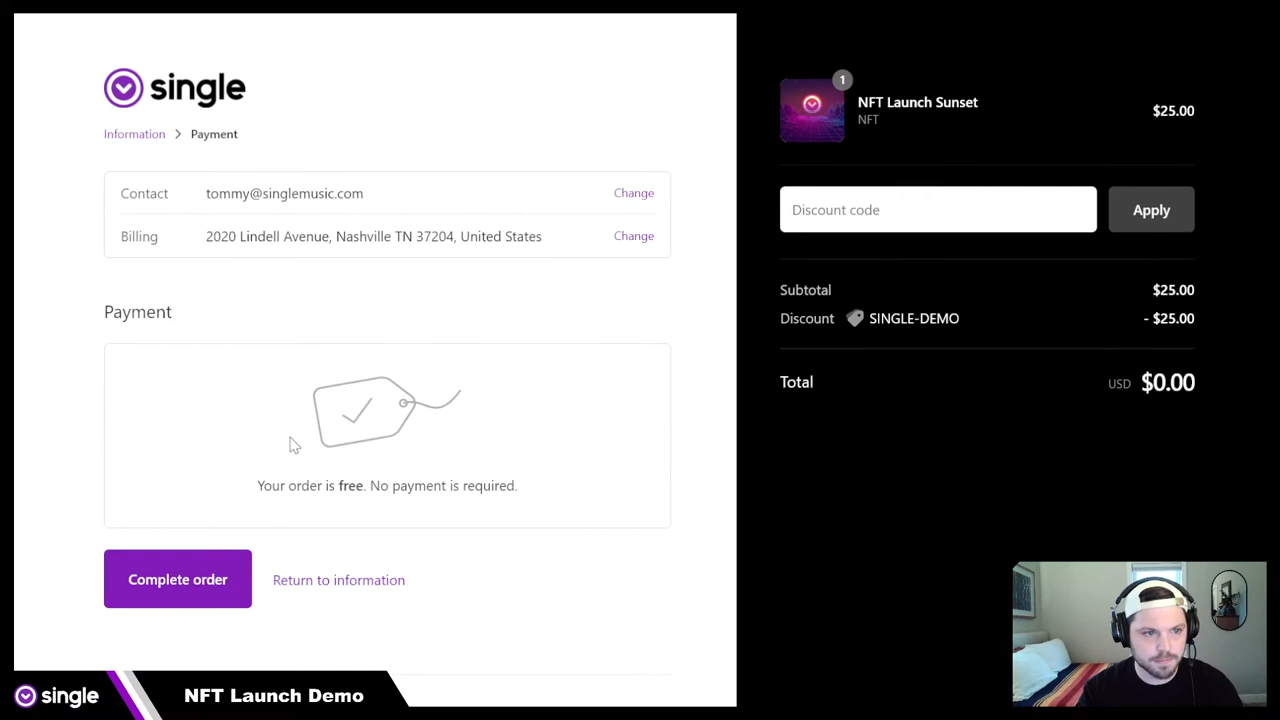 single
Information > Payment
Contact tommy@singlemusic.com Change
Billing 2020 Lindell Avenue, Nashville TN 37204, United States Change
Payment
Your order is free. No payment is required.
Complete order Return to information
1
NFT Launch Sunset $25.00
NFT
Discount code Apply
Subtotal $25.00
Discount SINGLE-DEMO - $25.00
Total USD $0.00
single NFT Launch Demo